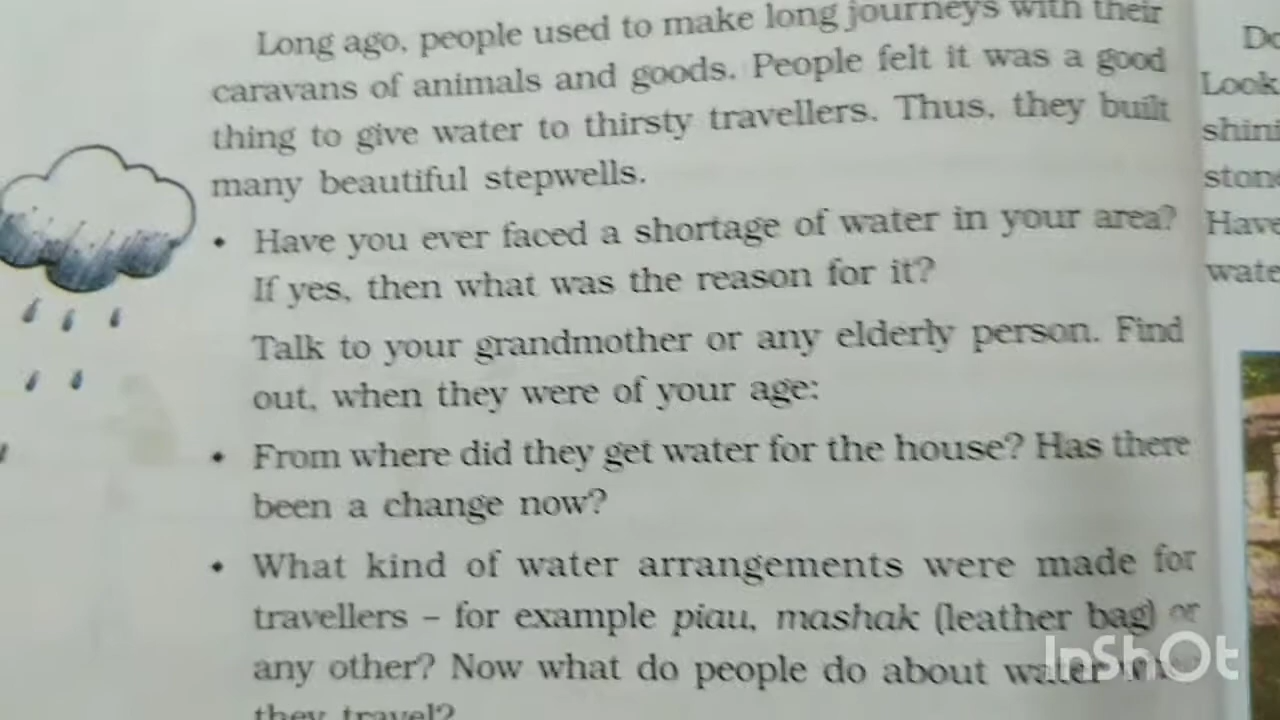 Long ago, people used to make long journeys with their
caravans of animals and goods. People felt it was a good
thing to give water to thirsty travellers. Thus, they built
many beautiful stepwells.
• Have you ever faced a shortage of water in your area?
If yes, then what was the reason for it?
Talk to your grandmother or any elderly person. Find
out, when they were of your age:
• From where did they get water for the house? Has there
been a change now?
• What kind of water arrangements were made for
travellers – for example piau, mashak (leather bag) or
any other? Now what do people do about water
they travel?
Look
Have
InShOt